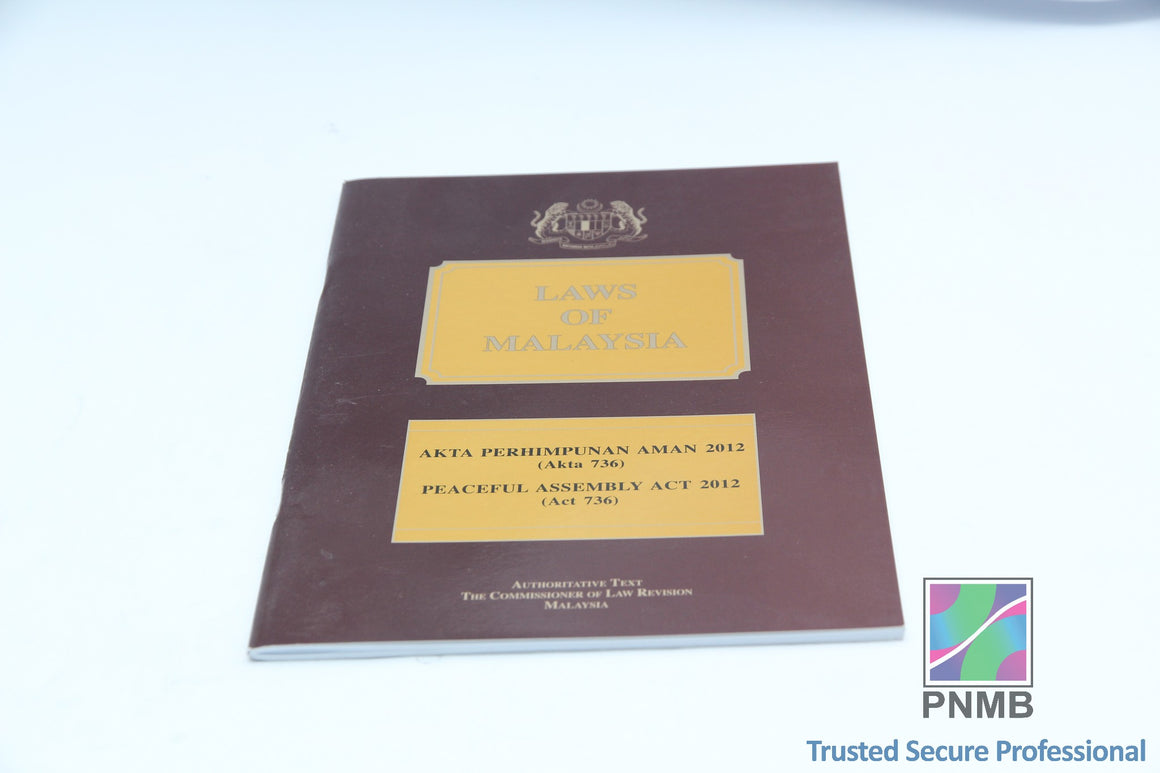 LAWS
OF
MALAYSIA
AKTA PERHIMPUNAN AMAN 2012
(Akta 736)
PEACEFUL ASSEMBLY ACT 2012
(Act 736)
AUTHORITATIVE TEXT
THE COMMISSIONER OF LAW REVISION
MALAYSIA
PNMB
Trusted Secure Professional